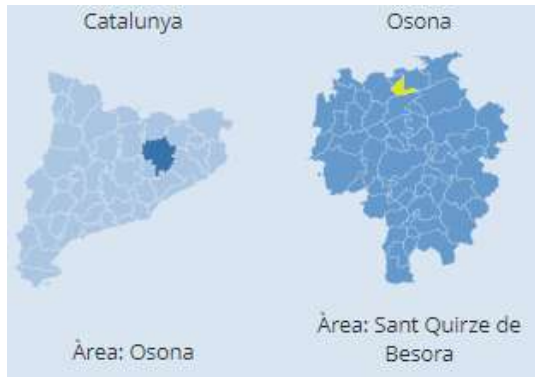 Catalunya
Osona
Àrea: Osona
Àrea: Sant Quirze de
Besora